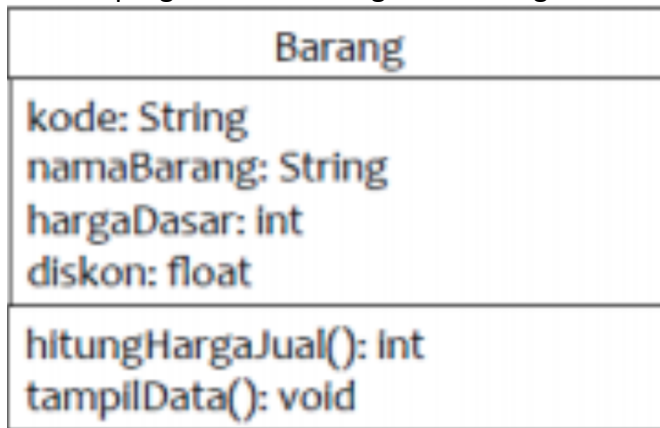 Barang
kode: String
namaBarang: String
hargaDasar: int
diskon: float
hitungHargaJual(): int
tampilData(): void